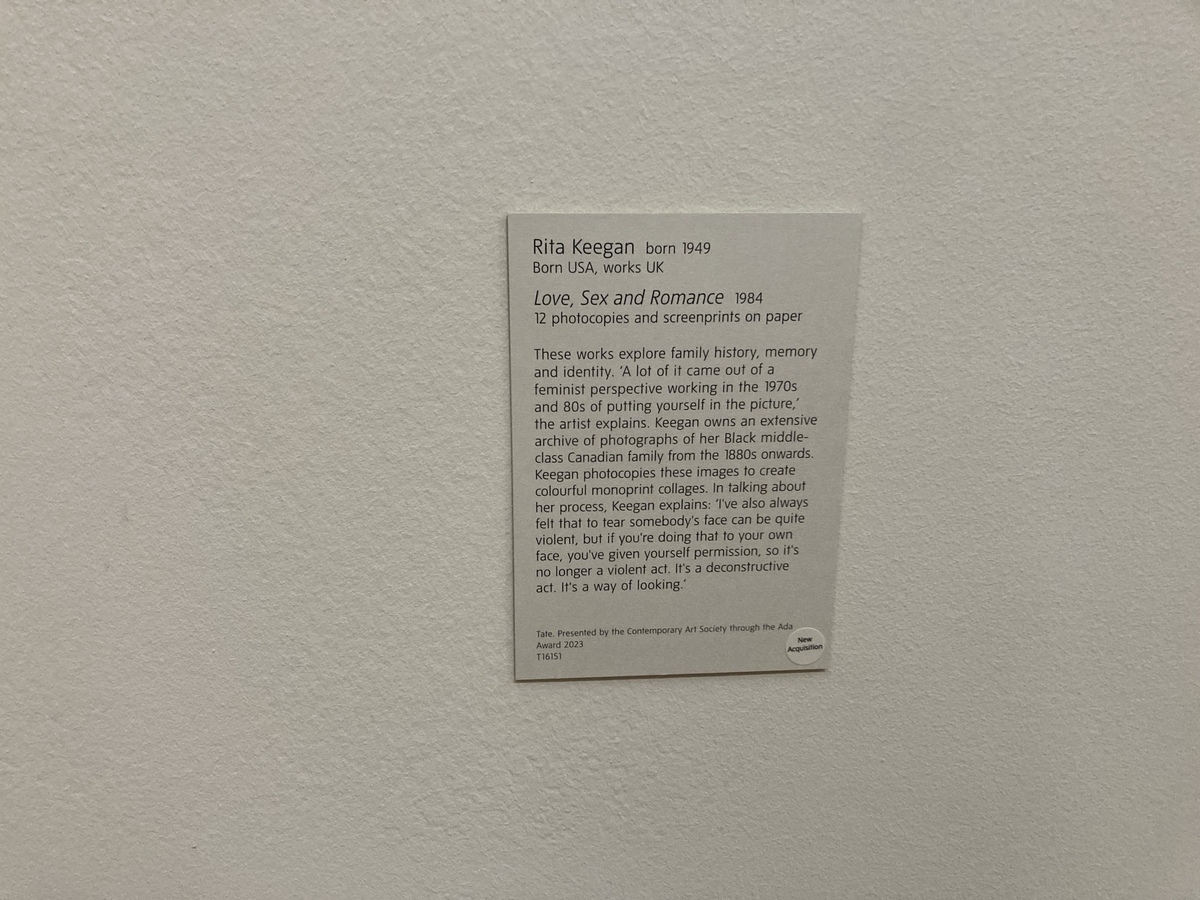 Rita Keegan born 1949
Born USA, works UK
Love, Sex and Romance 1984
12 photocopies and screenprints on paper
These works explore family history, memory
and identity. ‘A lot of it came out of a
feminist perspective working in the 1970s
and 80s of putting yourself in the picture,’
the artist explains. Keegan owns an extensive
archive of photographs of her Black middle-
class Canadian family from the 1880s onwards.
Keegan photocopies these images to create
colourful monoprint collages. In talking about
her process, Keegan explains: ‘I’ve also always
felt that to tear somebody’s face can be quite
violent, but if you’re doing that to your own
face, you’ve given yourself permission, so it’s
no longer a violent act. It’s a deconstructive
act. It’s a way of looking.’
Tate. Presented by the Contemporary Art Society through the Ada
Award 2023
T16151
New
Acquisition